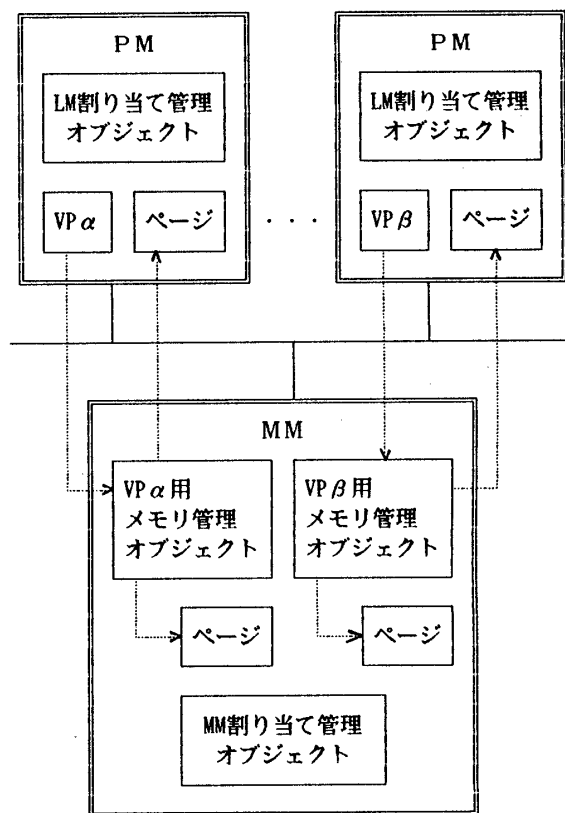 PM
LM割り当て管理
オブジェクト
VPα
ページ
・・・
PM
LM割り当て管理
オブジェクト
VPβ
ページ
MM
VPα用
メモリ管理
オブジェクト
VPβ用
メモリ管理
オブジェクト
ページ
ページ
MM割り当て管理
オブジェクト